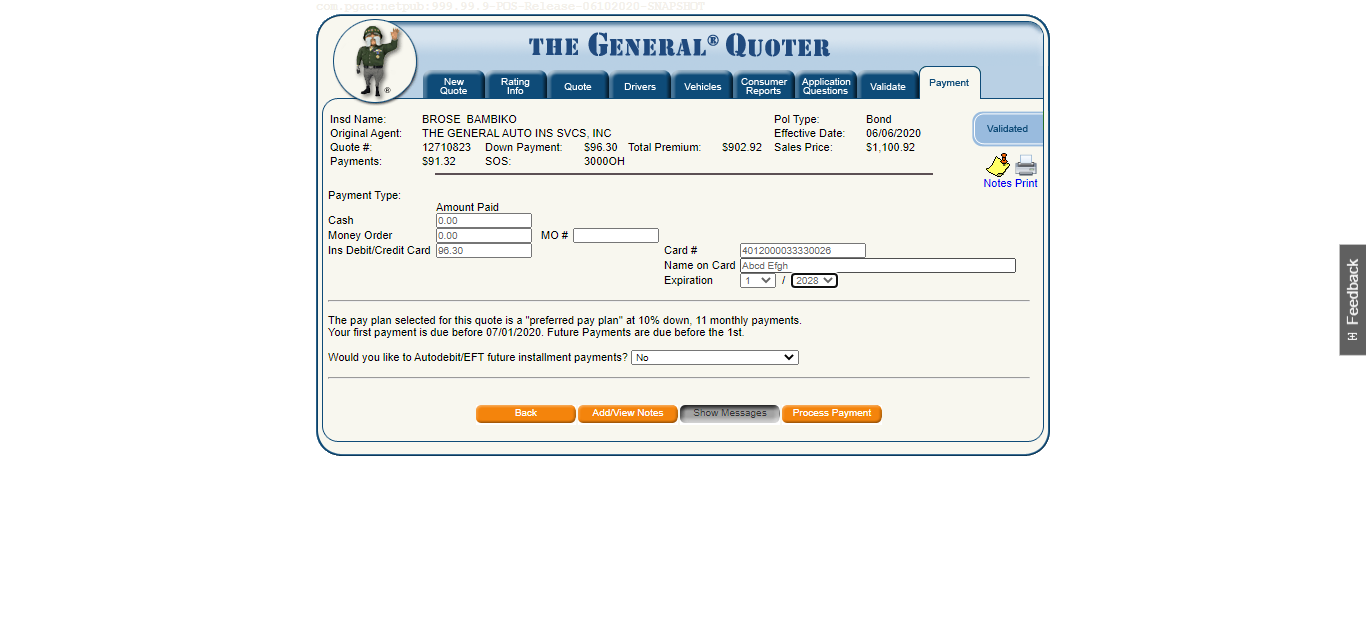 com.pgac:netpub:999.99.9-POS-Release-06102020-SNAPSHOT
THE GENERAL® QUOTER
New Quote
Rating Info
Quote
Drivers
Vehicles
Consumer Reports
Application Questions
Validate
Payment
Insd Name: BROSE BAMBIKO Pol Type: Bond
Original Agent: THE GENERAL AUTO INS SVCS, INC Effective Date: 06/06/2020
Quote #: 12710823 Down Payment: $96.30 Total Premium: $902.92 Sales Price: $1,100.92
Payments: $91.32 SOS: 3000OH
Validated
Notes Print
Payment Type:
Amount Paid
Cash 0.00
Money Order 0.00 MO #
Ins Debit/Credit Card 96.30 Card # 4012000033330026
Name on Card Abcd Efgh
Expiration 1 / 2028
The pay plan selected for this quote is a "preferred pay plan" at 10% down, 11 monthly payments.
Your first payment is due before 07/01/2020. Future Payments are due before the 1st.
Would you like to Autodebit/EFT future installment payments? No
Back Add/View Notes Show Messages Process Payment
Feedback